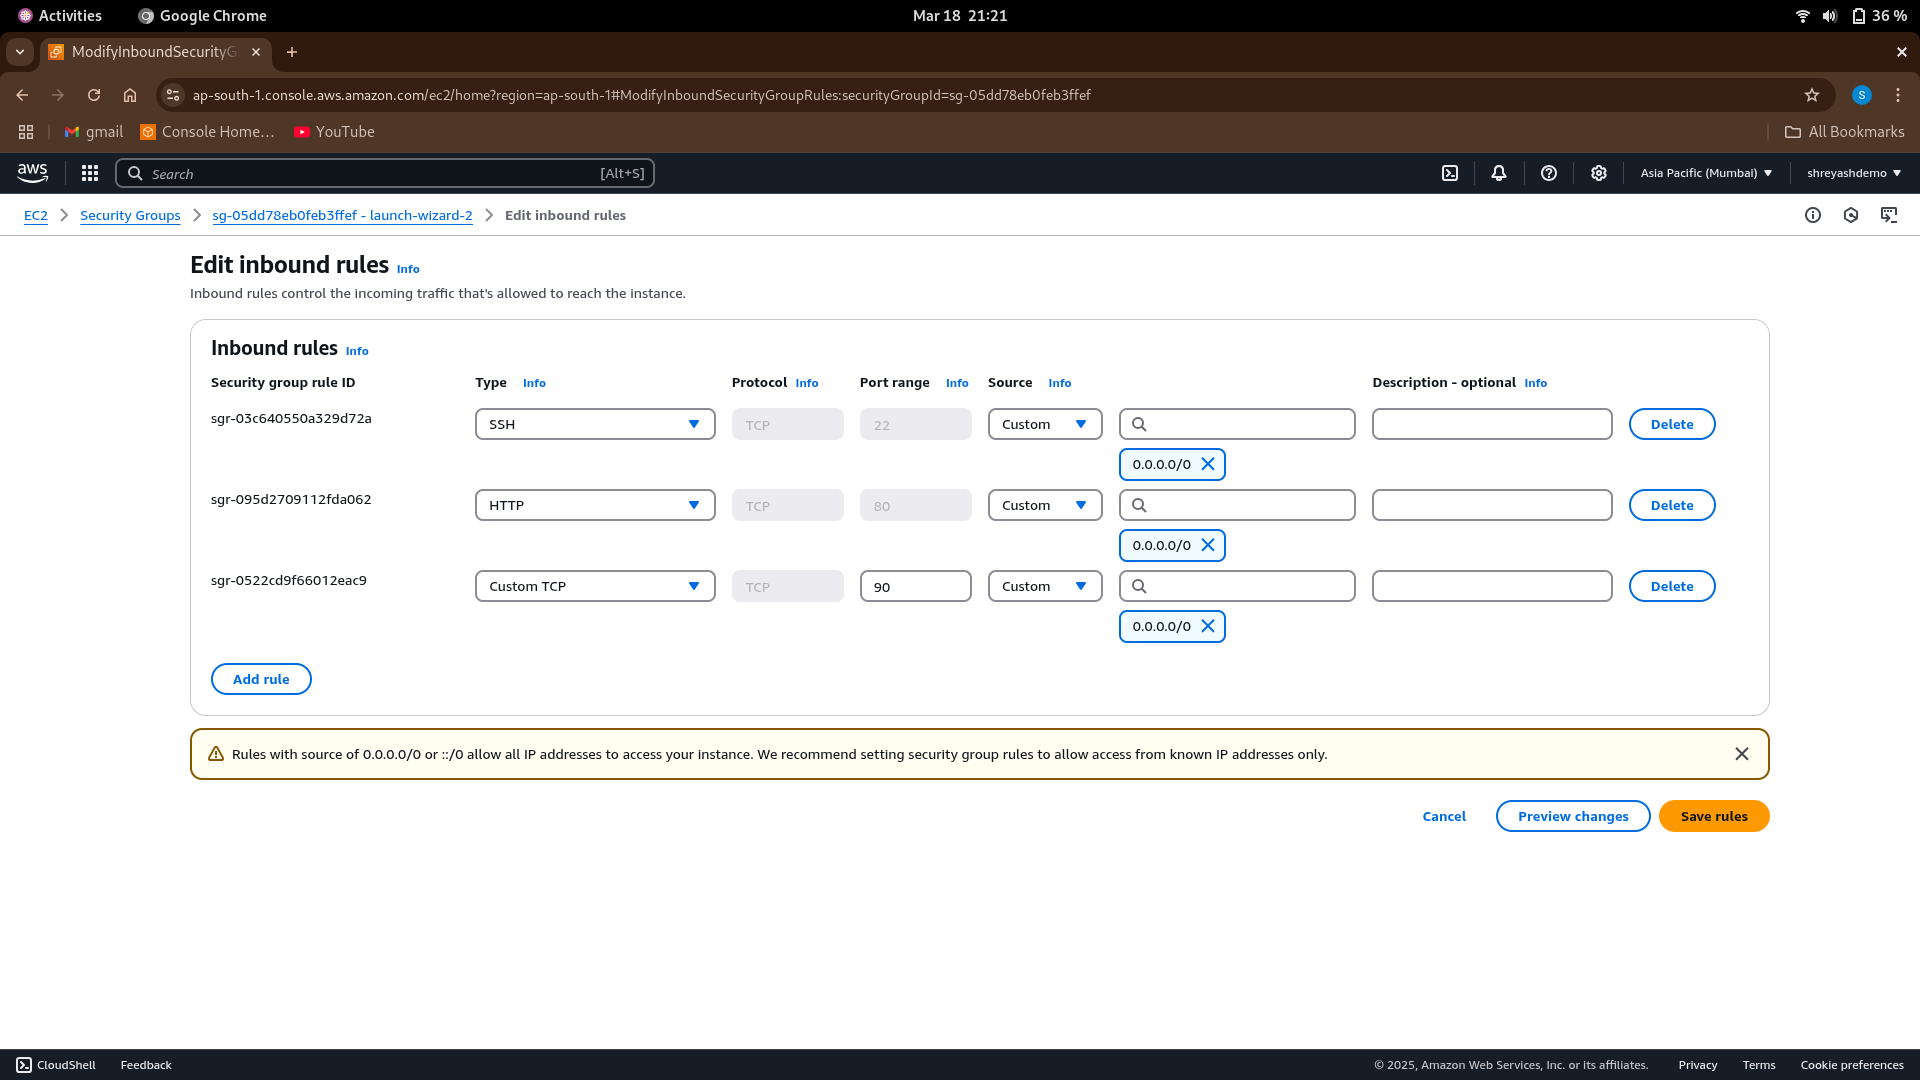 Activities Google Chrome Mar 18 21:21 36 %
ModifyInboundSecurityG
ap-south-1.console.aws.amazon.com/ec2/home?region=ap-south-1#ModifyInboundSecurityGroupRules:securityGroupId=sg-05dd78eb0feb3ffef S
gmail Console Home... YouTube All Bookmarks
aws Search [Alt+S] Asia Pacific (Mumbai) shreyashdemo
EC2 Security Groups sg-05dd78eb0feb3ffef - launch-wizard-2 Edit inbound rules
Edit inbound rules Info
Inbound rules control the incoming traffic that's allowed to reach the instance.
Inbound rules Info
Security group rule ID Type Info Protocol Info Port range Info Source Info Description - optional Info
sgr-03c640550a329d72a SSH TCP 22 Custom Delete
0.0.0.0/0
sgr-095d2709112fda062 HTTP TCP 80 Custom Delete
0.0.0.0/0
sgr-0522cd9f66012eac9 Custom TCP TCP 90 Custom Delete
0.0.0.0/0
Add rule
Rules with source of 0.0.0.0/0 or ::/0 allow all IP addresses to access your instance. We recommend setting security group rules to allow access from known IP addresses only.
Cancel Preview changes Save rules
CloudShell Feedback © 2025, Amazon Web Services, Inc. or its affiliates. Privacy Terms Cookie preferences